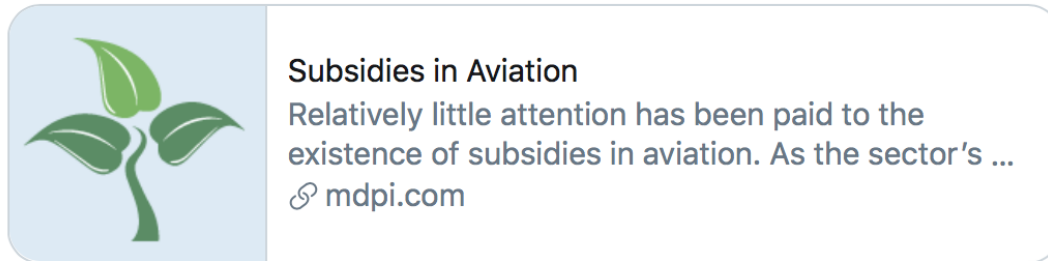 Subsidies in Aviation
Relatively little attention has been paid to the
existence of subsidies in aviation. As the sector’s ...
mdpi.com